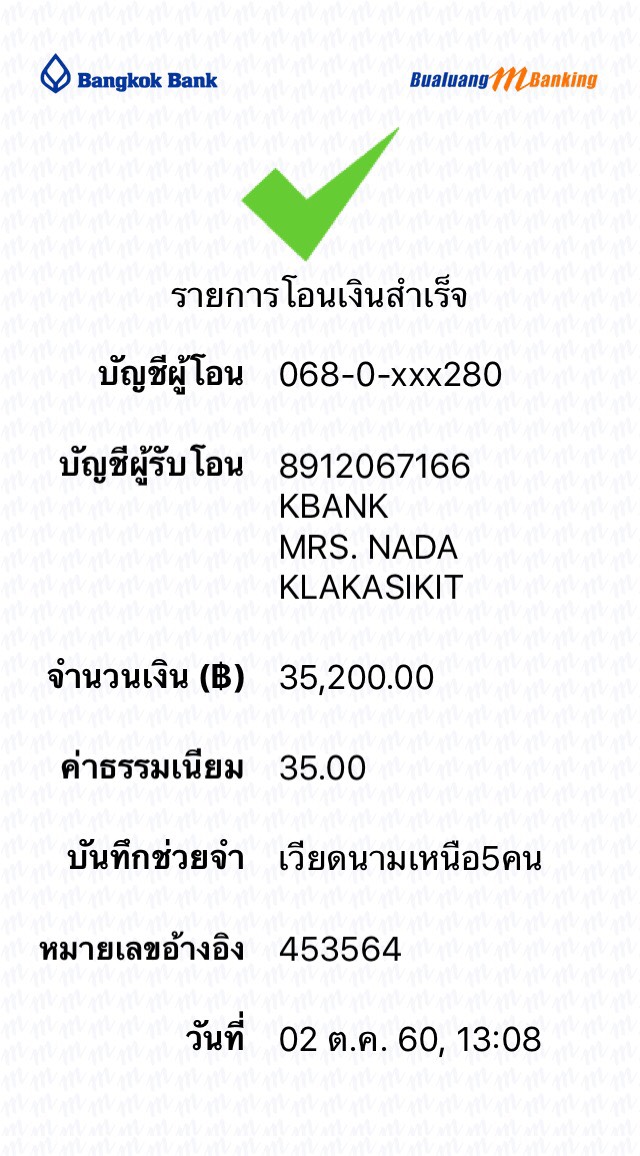 Bangkok Bank
Bualuang mBanking
รายการโอนเงินสำเร็จ
บัญชีผู้โอน 068-0-xxx280
บัญชีผู้รับโอน 8912067166
KBANK
MRS. NADA
KLAKASIKIT
จำนวนเงิน (฿) 35,200.00
ค่าธรรมเนียม 35.00
บันทึกช่วยจำ เวียดนามเหนือ5คน
หมายเลขอ้างอิง 453564
วันที่ 02 ต.ค. 60, 13:08